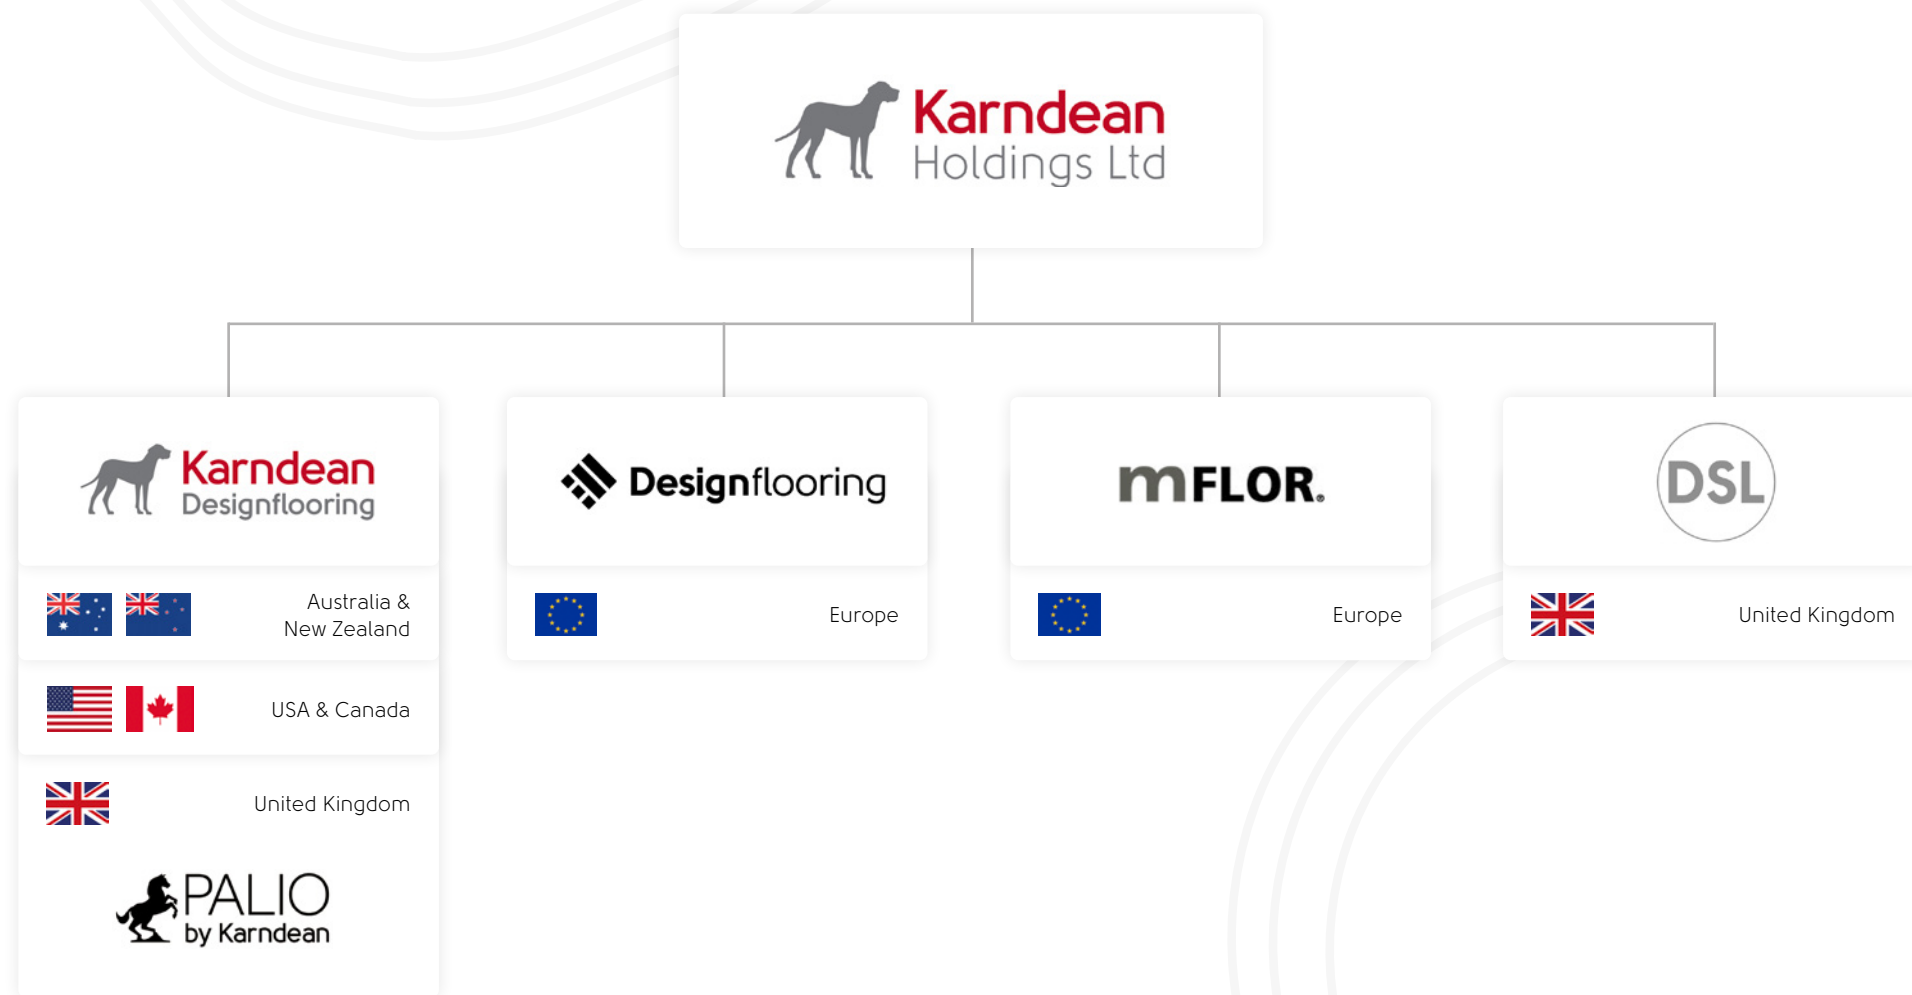 Karndean
Holdings Ltd
Karndean
Designflooring
Australia &
New Zealand
USA & Canada
United Kingdom
PALIO
by Karndean
Designflooring
Europe
mFLOR®
Europe
DSL
United Kingdom